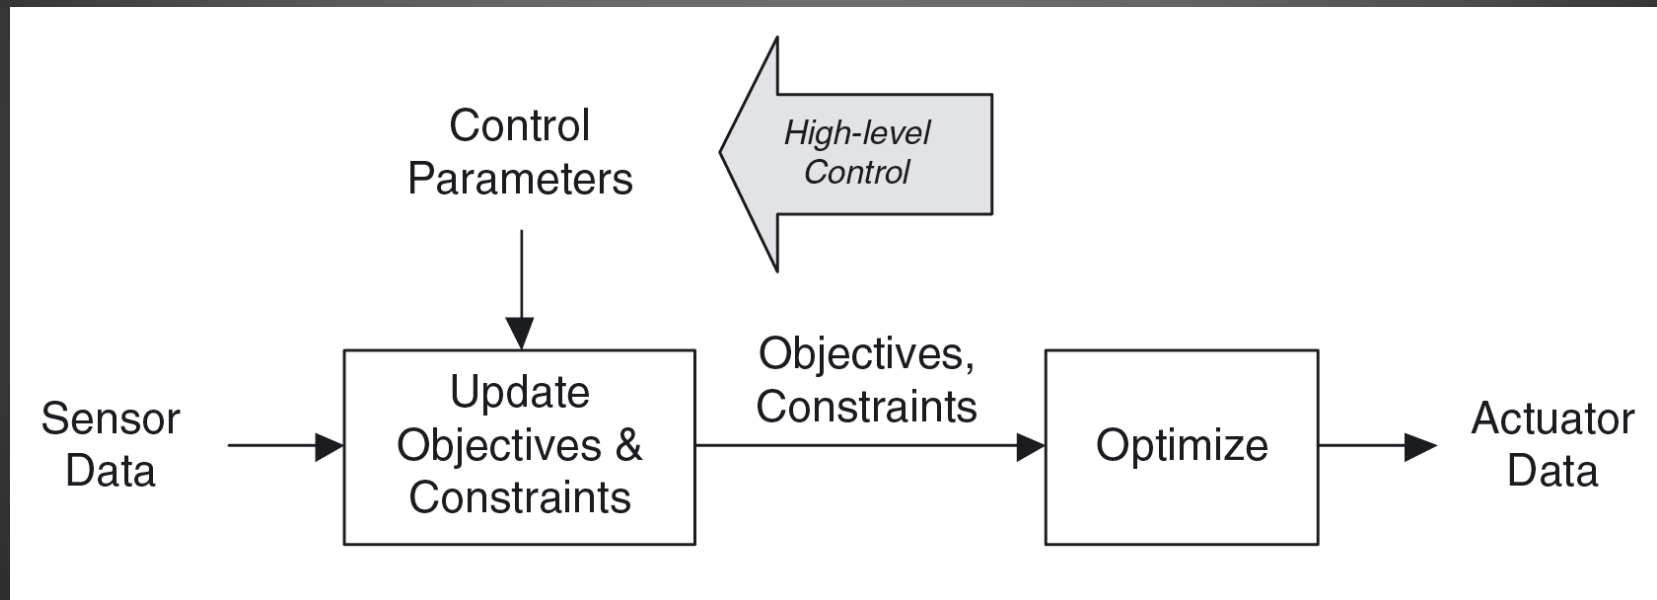 Control
Parameters
High-level
Control
Sensor
Data
Update
Objectives &
Constraints
Objectives,
Constraints
Optimize
Actuator
Data